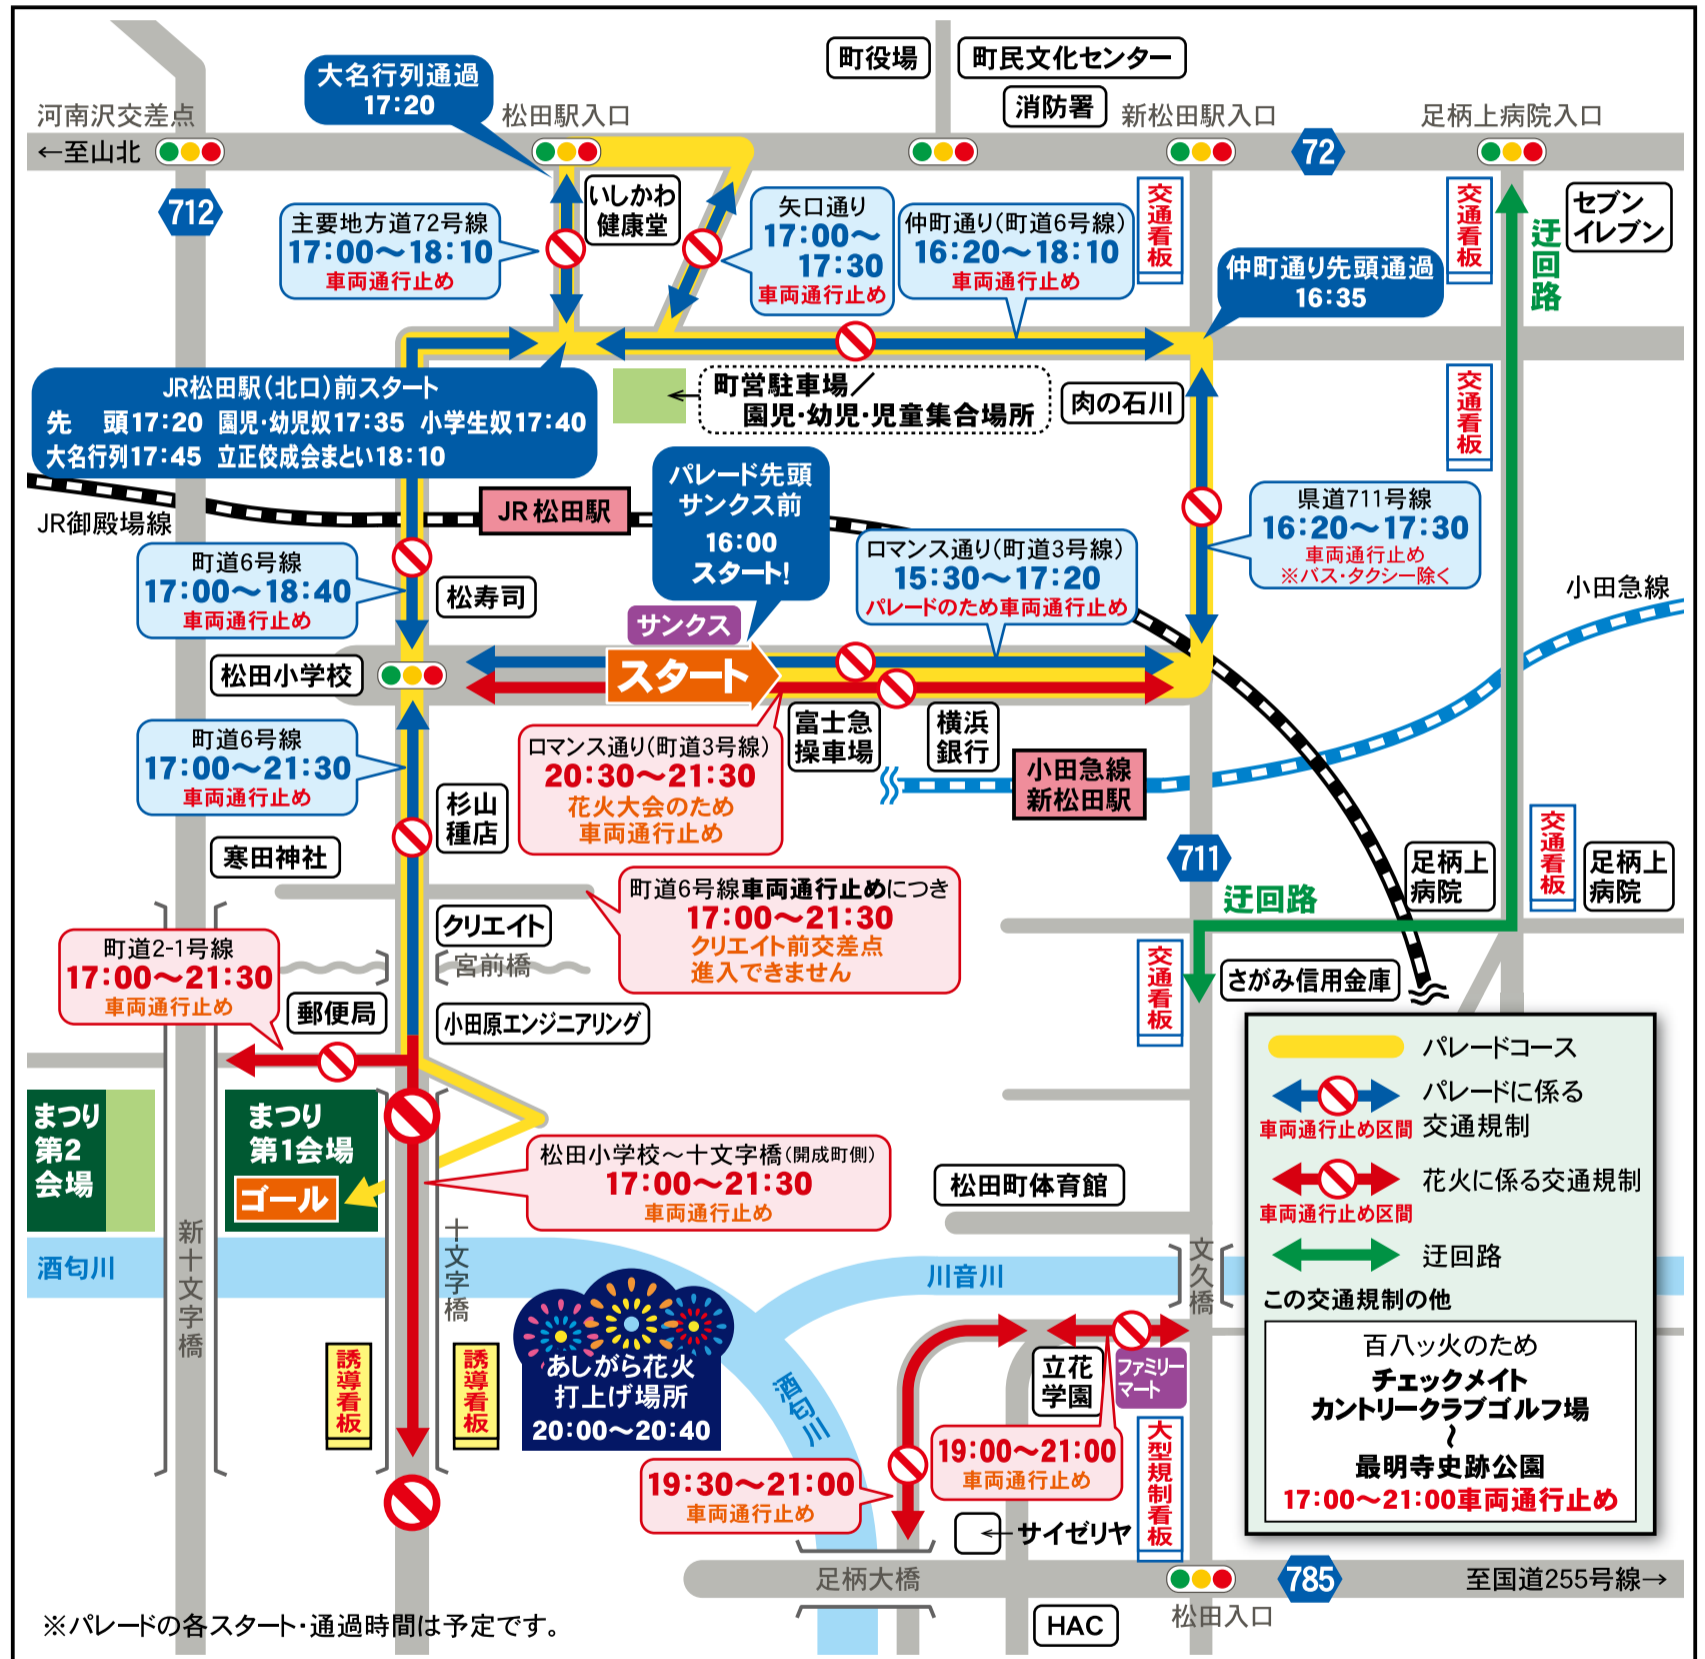 町役場
町民文化センター
消防署
大名行列通過
17:20
河南沢交差点
松田駅入口
新松田駅入口
足柄上病院入口
←至山北
72
712
いしかわ
健康堂
交通看板
交通看板
セブン
イレブン
迂回路
主要地方道72号線
17:00～18:10
車両通行止め
矢口通り
17:00～
17:30
車両通行止め
仲町通り(町道6号線)
16:20～18:10
車両通行止め
仲町通り先頭通過
16:35
JR松田駅(北口)前スタート
先　頭17:20 園児・幼児奴17:35 小学生奴17:40
大名行列17:45 立正佼成会まとい18:10
町営駐車場／
園児・幼児・児童集合場所
←
肉の石川
交通看板
JR御殿場線
JR 松田駅
パレード先頭
サンクス前
16:00
スタート!
県道711号線
16:20～17:30
車両通行止め
※バス・タクシー除く
ロマンス通り(町道3号線)
15:30～17:20
パレードのため車両通行止め
町道6号線
17:00～18:40
車両通行止め
松寿司
小田急線
サンクス
スタート
松田小学校
町道6号線
17:00～21:30
車両通行止め
ロマンス通り(町道3号線)
20:30～21:30
花火大会のため
車両通行止め
富士急
操車場
横浜
銀行
小田急線
新松田駅
杉山
種店
寒田神社
711
足柄上
病院
交通看板
足柄上
病院
町道6号線車両通行止めにつき
17:00～21:30
クリエイト前交差点
進入できません
迂回路
クリエイト
宮前橋
町道2-1号線
17:00～21:30
車両通行止め
郵便局
小田原エンジニアリング
交通看板
さがみ信用金庫
パレードコース
パレードに係る
交通規制
車両通行止め区間
花火に係る交通規制
車両通行止め区間
迂回路
この交通規制の他
百八ッ火のため
チェックメイト
カントリークラブゴルフ場
～
最明寺史跡公園
17:00～21:00車両通行止め
まつり
第2
会場
まつり
第1会場
ゴール
松田小学校～十文字橋(開成町側)
17:00～21:30
車両通行止め
松田町体育館
新十文字橋
十文字橋
酒匂川
川音川
文久橋
誘導看板
誘導看板
あしがら花火
打上げ場所
20:00～20:40
酒匂川
立花
学園
ファミリー
マート
19:00～21:00
車両通行止め
19:30～21:00
車両通行止め
大型規制看板
←サイゼリヤ
足柄大橋
785
至国道255号線→
松田入口
HAC
※パレードの各スタート・通過時間は予定です。